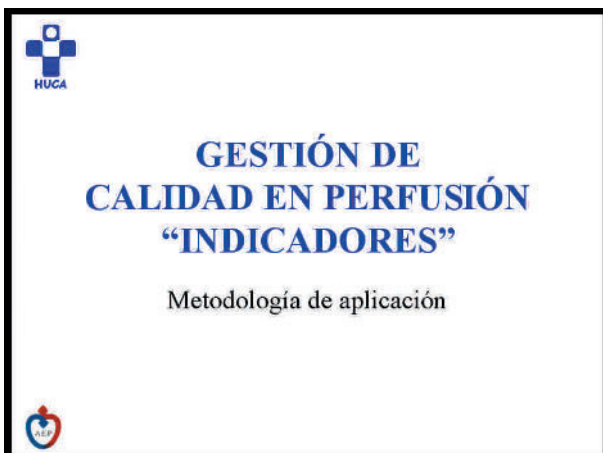 HUCA
GESTIÓN DE
CALIDAD EN PERFUSIÓN
“INDICADORES”
Metodología de aplicación
AEP